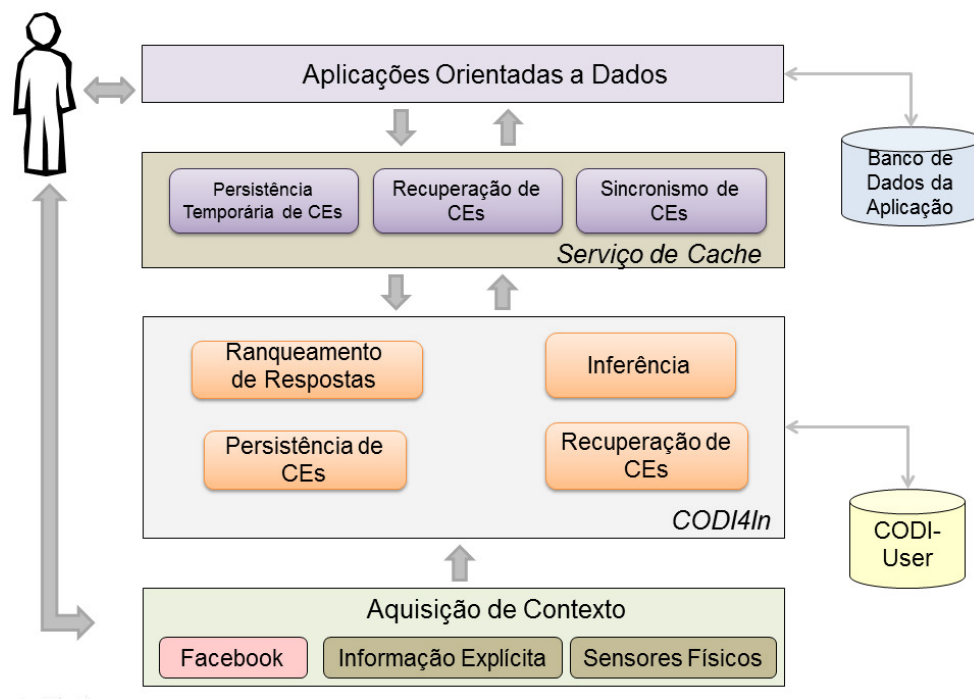 Aplicações Orientadas a Dados
Banco de
Dados da
Aplicação
Persistência
Temporária de CEs
Recuperação de
CEs
Sincronismo de
CEs
Serviço de Cache
Ranqueamento
de Respostas
Inferência
Persistência de
CEs
Recuperação de
CEs
CODI4In
CODI-
User
Aquisição de Contexto
Facebook
Informação Explícita
Sensores Físicos